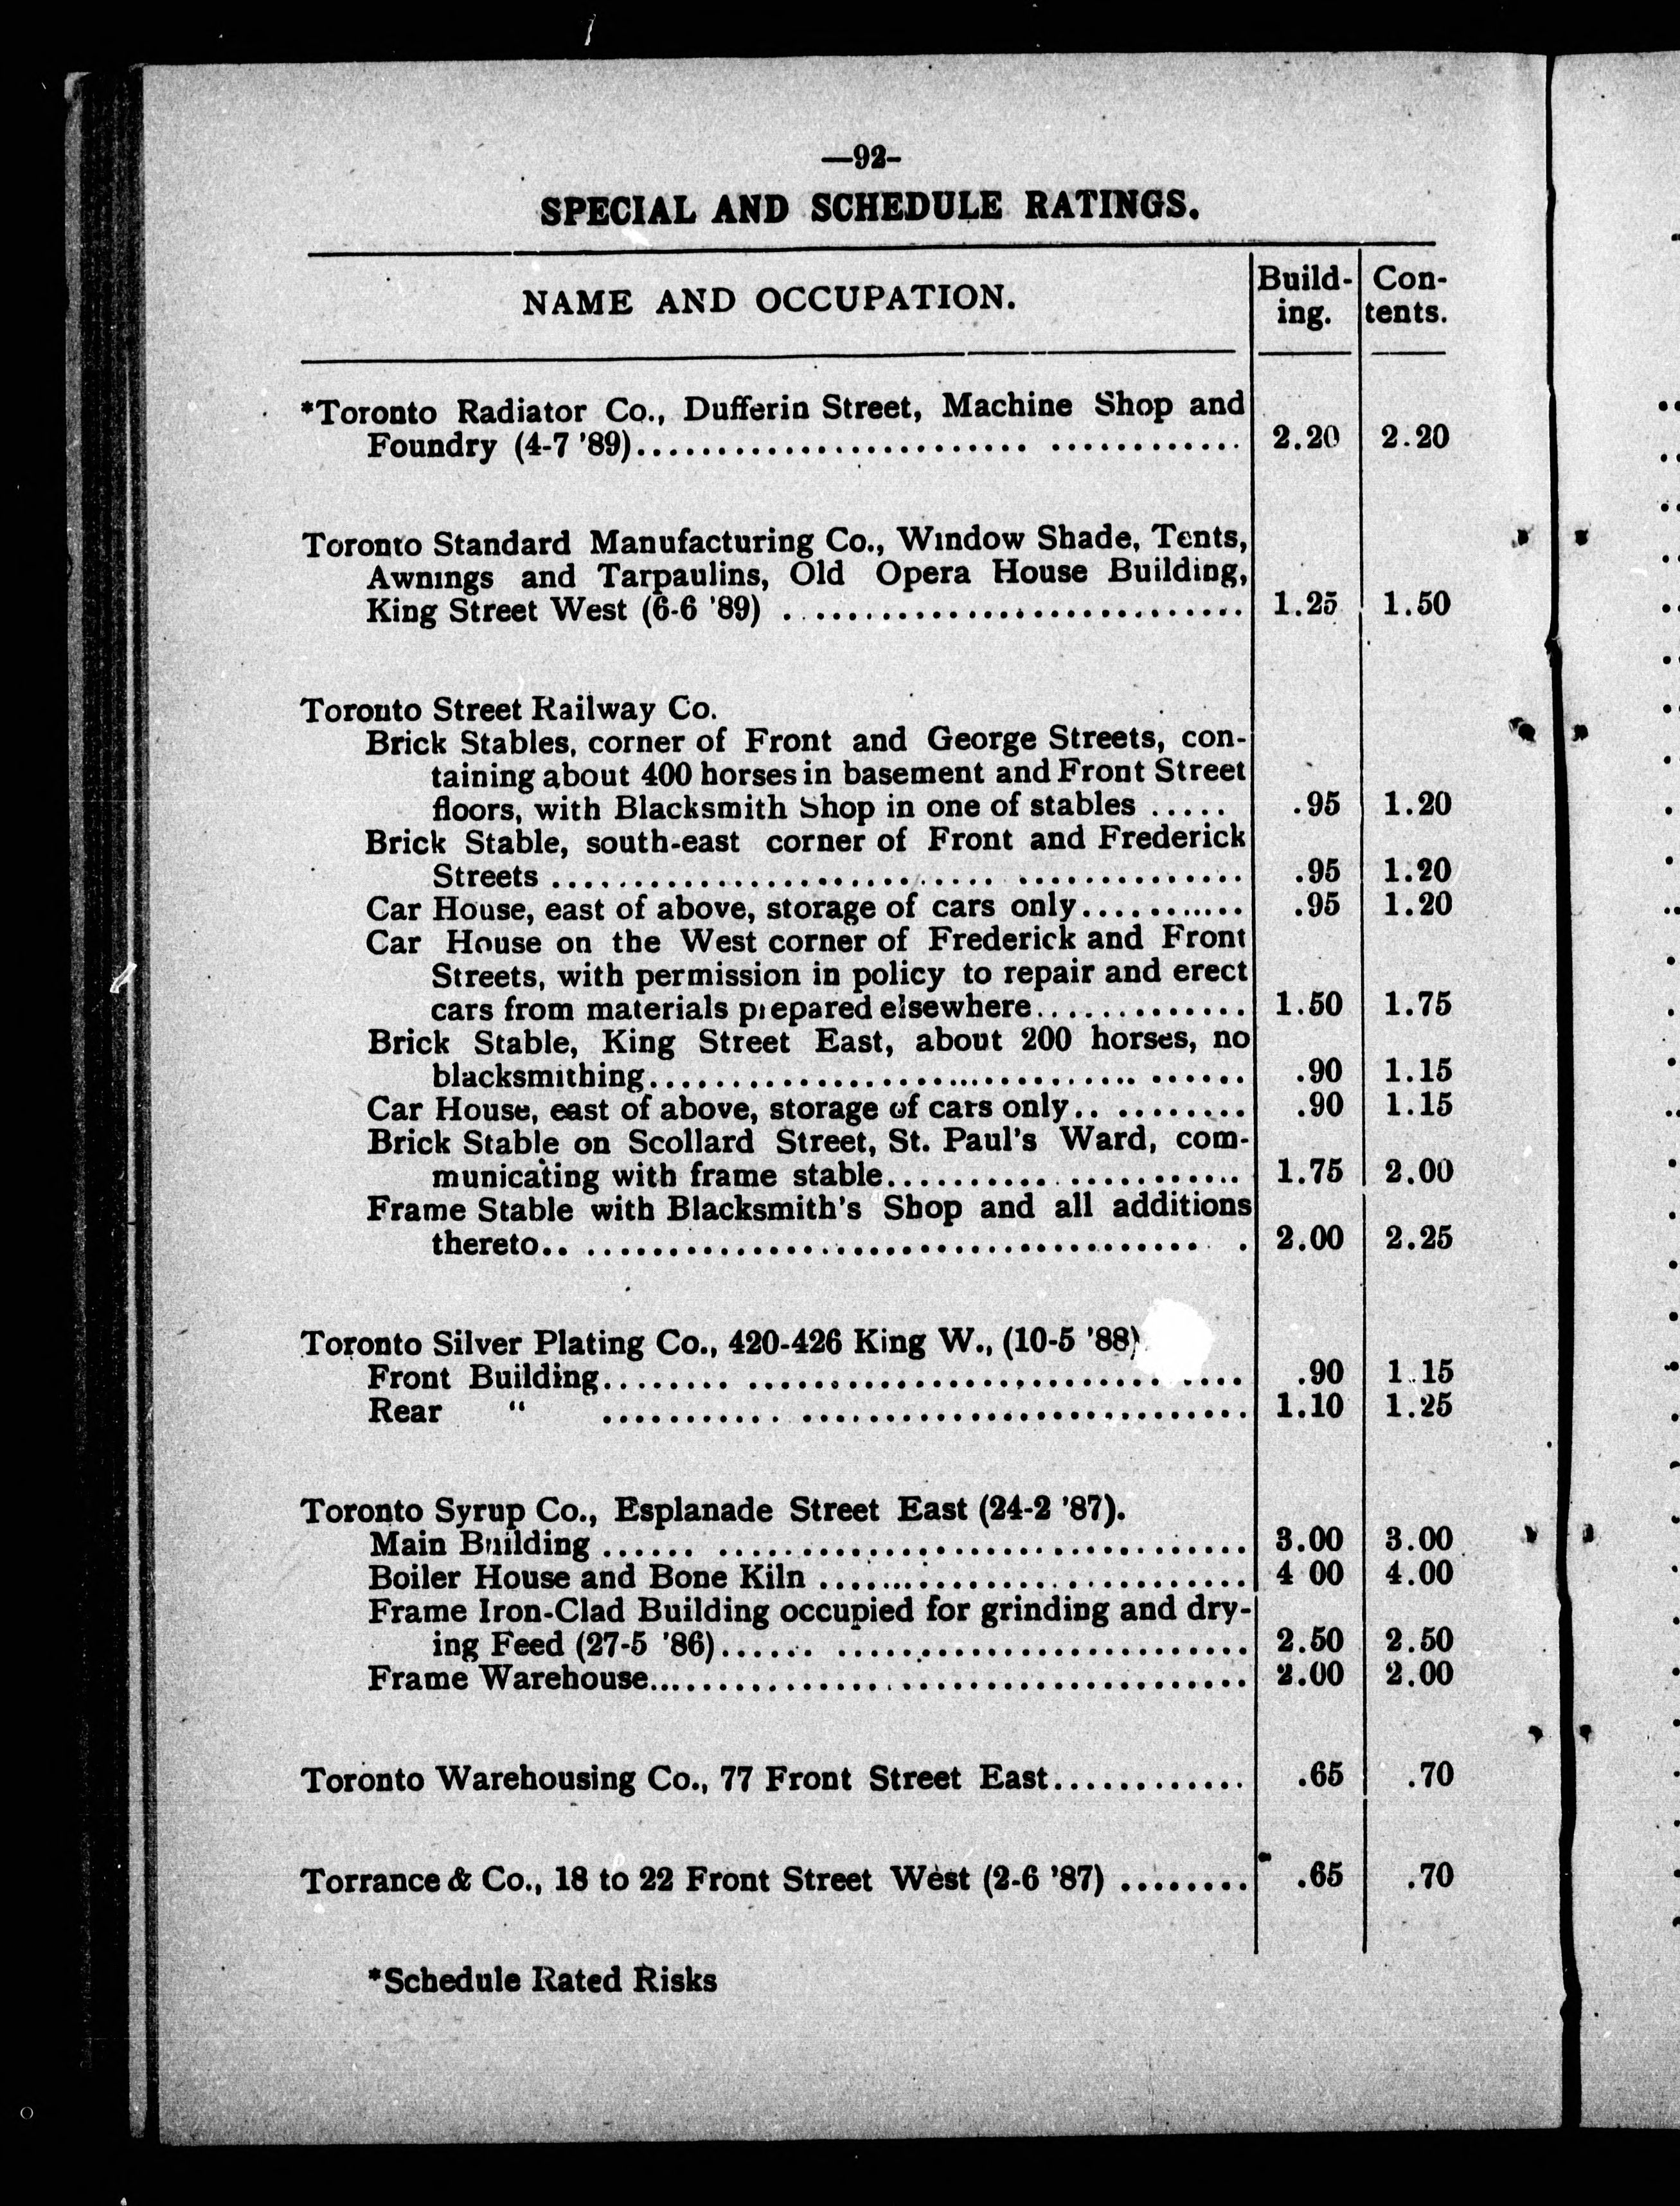 —92-
SPECIAL AND SCHEDULE RATINGS.
NAME AND OCCUPATION. Build- Con-
ing. tents.
*Toronto Radiator Co., Dufferin Street, Machine Shop and
Foundry (4-7 '89)........................ ............ 2.20 2.20
Toronto Standard Manufacturing Co., Window Shade, Tents,
Awnings and Tarpaulins, Old Opera House Building,
King Street West (6-6 '89) ............................ 1.25 1.50
Toronto Street Railway Co.
Brick Stables, corner of Front and George Streets, con-
taining about 400 horses in basement and Front Street
floors, with Blacksmith Shop in one of stables ..... .95 1.20
Brick Stable, south-east corner of Front and Frederick
Streets ........................... .............. .95 1.20
Car House, east of above, storage of cars only.......... .95 1.20
Car House on the West corner of Frederick and Front
Streets, with permission in policy to repair and erect
cars from materials prepared elsewhere............. 1.50 1.75
Brick Stable, King Street East, about 200 horses, no
blacksmithing.............................. ...... .90 1.15
Car House, east of above, storage of cars only.. ........ .90 1.15
Brick Stable on Scollard Street, St. Paul's Ward, com-
municating with frame stable...................... 1.75 2.00
Frame Stable with Blacksmith's Shop and all additions
thereto.. ...................................... . 2.00 2.25
Toronto Silver Plating Co., 420-426 King W., (10-5 '88)
Front Building........ .............................. .90 1.15
Rear " ........... ........................... 1.10 1.25
Toronto Syrup Co., Esplanade Street East (24-2 '87).
Main Building ...... ................................ 3.00 3.00
Boiler House and Bone Kiln .......................... 4 00 4.00
Frame Iron-Clad Building occupied for grinding and dry-
ing Feed (27-5 '86)...... ......................... 2.50 2.50
Frame Warehouse..................................... 2.00 2.00
Toronto Warehousing Co., 77 Front Street East............ .65 .70
Torrance & Co., 18 to 22 Front Street West (2-6 '87) ........ .65 .70
*Schedule Rated Risks